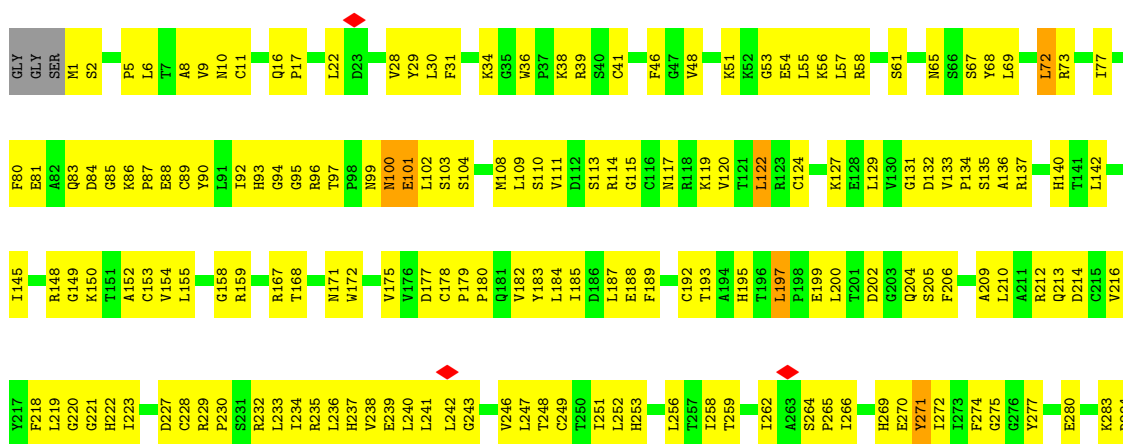 GLY GLY SER M1 S2 P5 L6 T7 A8 V9 N10 C11 Q16 P17 L22 D23 V28 Y29 L30 F31 K34 G35 W36 P37 K38 R39 S40 C41 F46 G47 V48 K51 K52 G53 E54 L55 K56 L57 R58 S61 N65 S66 S67 Y68 L69 L72 R73 I77
F80 E81 A82 Q83 D84 G85 K86 P87 E88 C89 Y90 L91 I92 H93 G94 G95 R96 T97 P98 N99 N100 E101 L102 S103 S104 M108 L109 S110 V111 D112 S113 R114 G115 C116 N117 R118 K119 V120 T121 L122 R123 C124 K127 E128 L129 V130 G131 D132 V133 P134 S135 A136 R137 H140 T141 L142
I145 R148 G149 K150 T151 A152 C153 V154 L155 G158 R159 R167 T168 N171 W172 V175 V176 D177 C178 P179 P180 Q181 V182 Y183 L184 I185 D186 L187 E188 F189 C192 T193 A194 H195 T196 L197 P198 E199 L200 T201 D202 G203 Q204 S205 F206 A209 L210 A211 R212 Q213 D214 C215 V216
Y217 F218 L219 G220 G221 H222 I223 D227 C228 R229 P230 S231 R232 L233 I234 R235 L236 H237 V238 E239 L240 L241 L242 G243 V246 L247 T248 C249 T250 I251 L252 H253 L256 T257 I258 T259 I262 A263 S264 P265 I266 H269 E270 Y271 I272 I273 F274 G275 G276 Y277 E280 K283